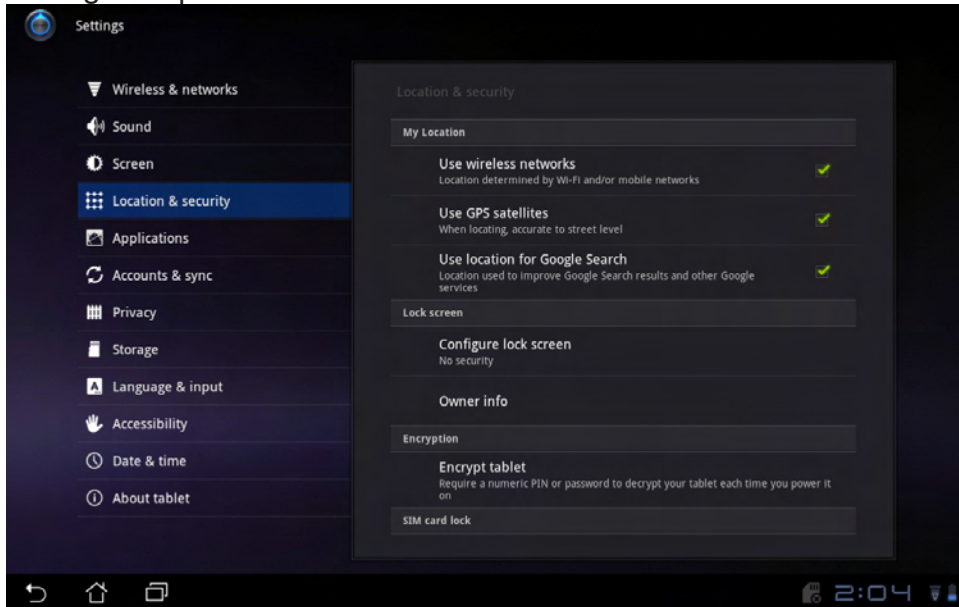 Settings
Wireless & networks
Sound
Screen
Location & security
Applications
Accounts & sync
Privacy
Storage
Language & input
Accessibility
Date & time
About tablet
Location & security
My Location
Use wireless networks
Location determined by Wi-Fi and/or mobile networks
Use GPS satellites
When locating, accurate to street level
Use location for Google Search
Location used to improve Google Search results and other Google
services
Lock screen
Configure lock screen
No security
Owner info
Encryption
Encrypt tablet
Require a numeric PIN or password to decrypt your tablet each time you power it
on
SIM card lock
2:04